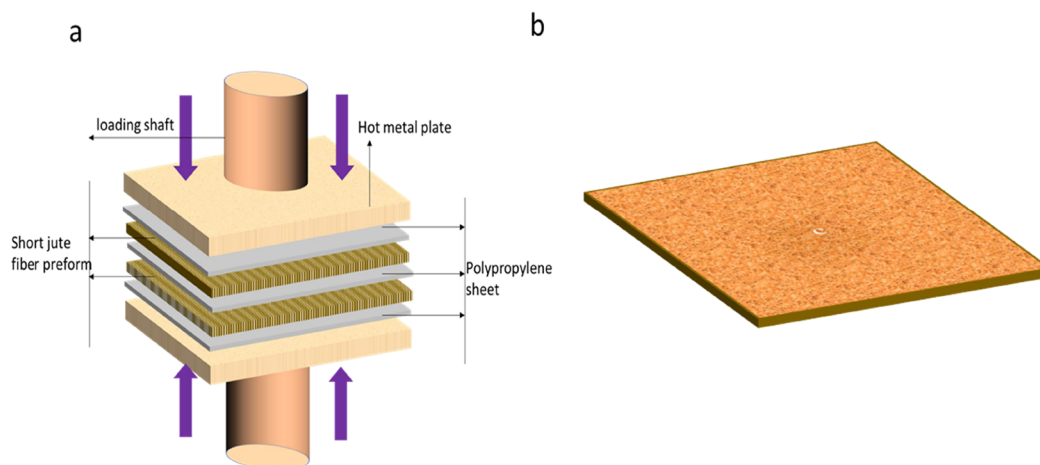 a
b
loading shaft
Hot metal plate
Short jute
fiber preform
Polypropylene
sheet